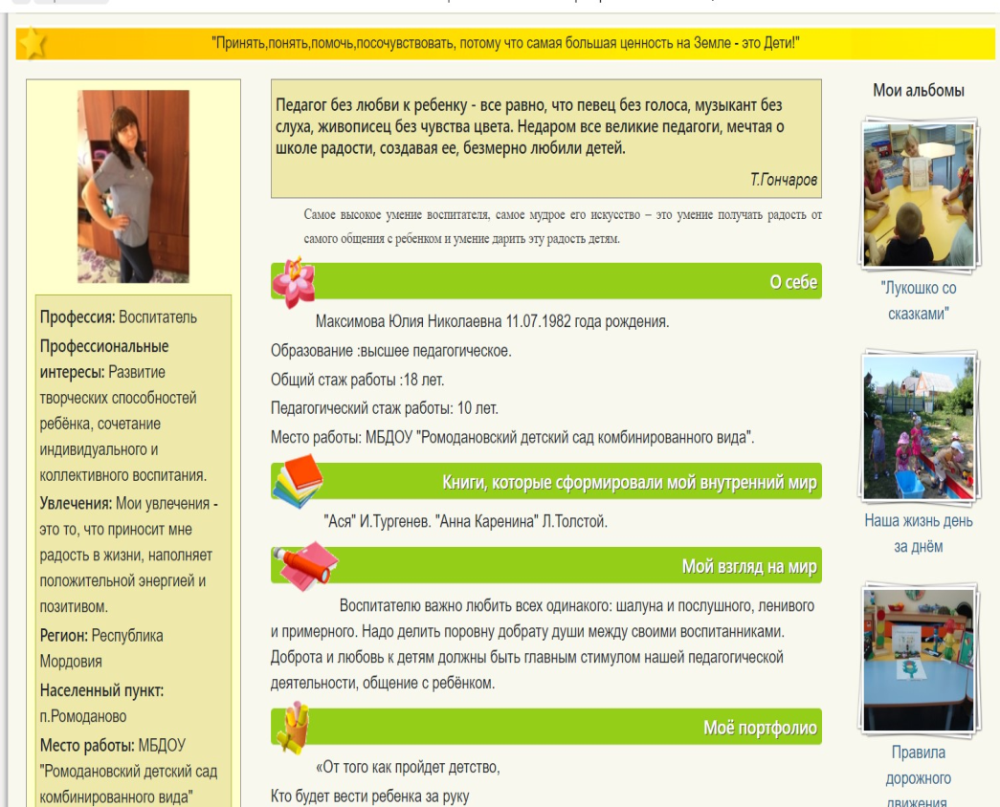 "Принять,понять,помочь,посочувствовать, потому что самая большая ценность на Земле - это Дети!"
Профессия: Воспитатель
Профессиональные
интересы: Развитие
творческих способностей
ребёнка, сочетание
индивидуального и
коллективного воспитания.
Увлечения: Мои увлечения -
это то, что приносит мне
радость в жизни, наполняет
положительной энергией и
позитивом.
Регион: Республика
Мордовия
Населенный пункт:
п.Ромоданово
Место работы: МБДОУ
"Ромодановский детский сад
комбинированного вида"
Педагог без любви к ребенку - все равно, что певец без голоса, музыкант без
слуха, живописец без чувства цвета. Недаром все великие педагоги, мечтая о
школе радости, создавая ее, безмерно любили детей.
Т.Гончаров
Самое высокое умение воспитателя, самое мудрое его искусство – это умение получать радость от
самого общения с ребенком и умение дарить эту радость детям.
О себе
Максимова Юлия Николаевна 11.07.1982 года рождения.
Образование :высшее педагогическое.
Общий стаж работы :18 лет.
Педагогический стаж работы: 10 лет.
Место работы: МБДОУ "Ромодановский детский сад комбинированного вида".
Книги, которые сформировали мой внутренний мир
"Ася" И.Тургенев. "Анна Каренина" Л.Толстой.
Мой взгляд на мир
Воспитателю важно любить всех одинаково: шалуна и послушного, ленивого
и примерного. Надо делить поровну доброту души между своими воспитанниками.
Доброта и любовь к детям должны быть главным стимулом нашей педагогической
деятельности, общение с ребёнком.
Моё портфолио
«От того как пройдет детство,
Кто будет вести ребенка за руку
Мои альбомы
"Лукошко со
сказками"
Наша жизнь день
за днём
Правила
дорожного
движения